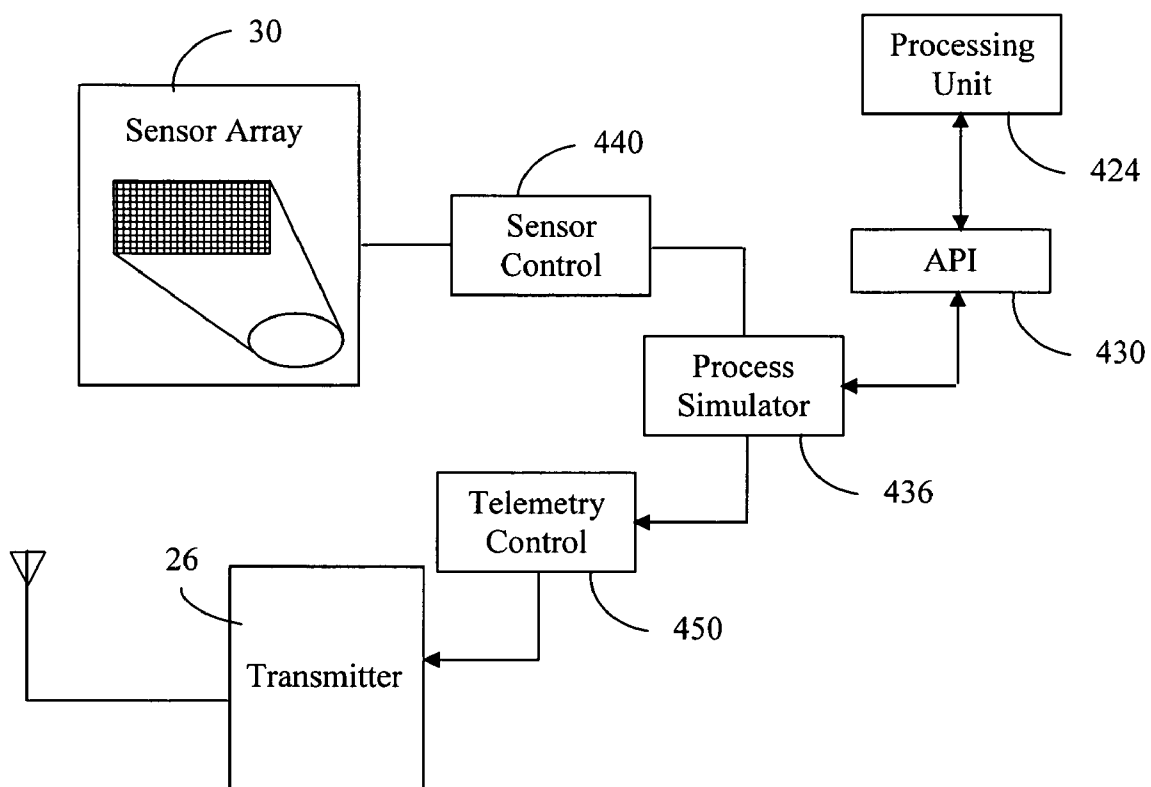 30
Processing
Unit
Sensor Array
440
424
Sensor
Control
API
430
Process
Simulator
436
Telemetry
Control
26
450
Transmitter